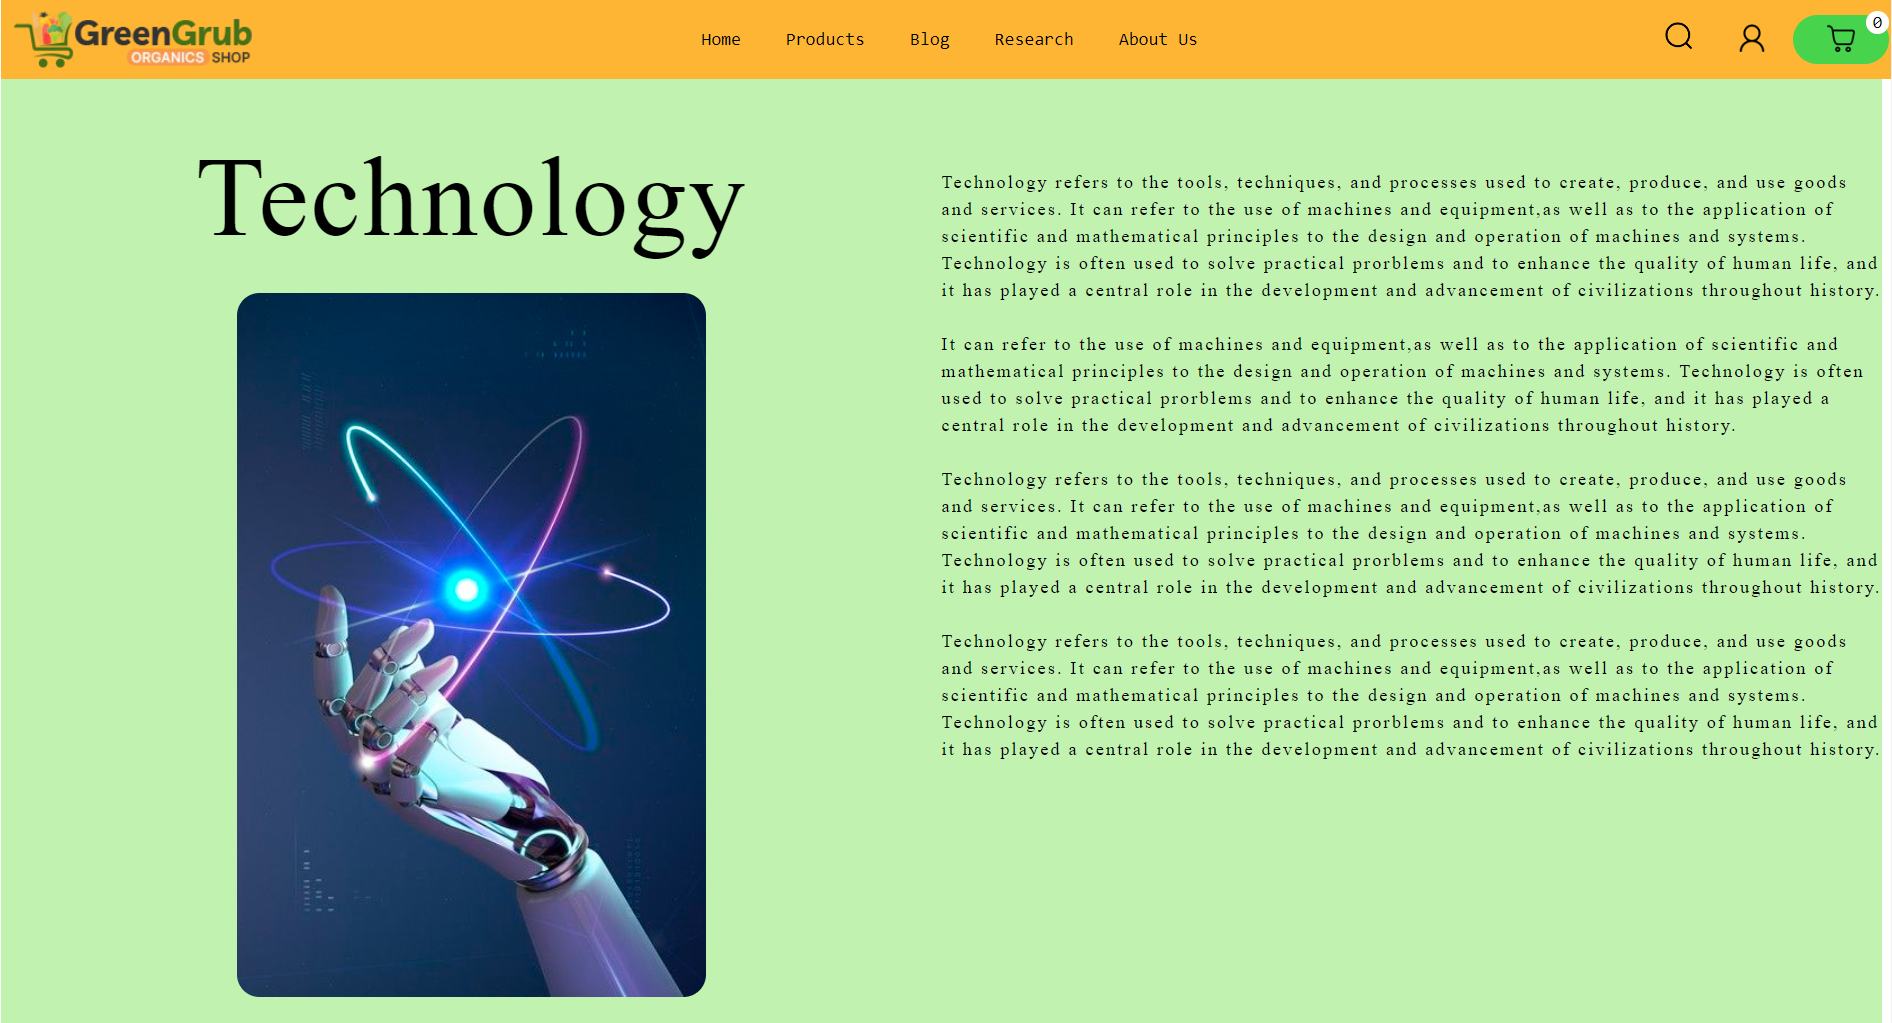 GreenGrub
ORGANICS SHOP
Home Products Blog Research About Us
0
Technology
Technology refers to the tools, techniques, and processes used to create, produce, and use goods
and services. It can refer to the use of machines and equipment,as well as to the application of
scientific and mathematical principles to the design and operation of machines and systems.
Technology is often used to solve practical prorblems and to enhance the quality of human life, and
it has played a central role in the development and advancement of civilizations throughout history.
It can refer to the use of machines and equipment,as well as to the application of scientific and
mathematical principles to the design and operation of machines and systems. Technology is often
used to solve practical prorblems and to enhance the quality of human life, and it has played a
central role in the development and advancement of civilizations throughout history.
Technology refers to the tools, techniques, and processes used to create, produce, and use goods
and services. It can refer to the use of machines and equipment,as well as to the application of
scientific and mathematical principles to the design and operation of machines and systems.
Technology is often used to solve practical prorblems and to enhance the quality of human life, and
it has played a central role in the development and advancement of civilizations throughout history.
Technology refers to the tools, techniques, and processes used to create, produce, and use goods
and services. It can refer to the use of machines and equipment,as well as to the application of
scientific and mathematical principles to the design and operation of machines and systems.
Technology is often used to solve practical prorblems and to enhance the quality of human life, and
it has played a central role in the development and advancement of civilizations throughout history.